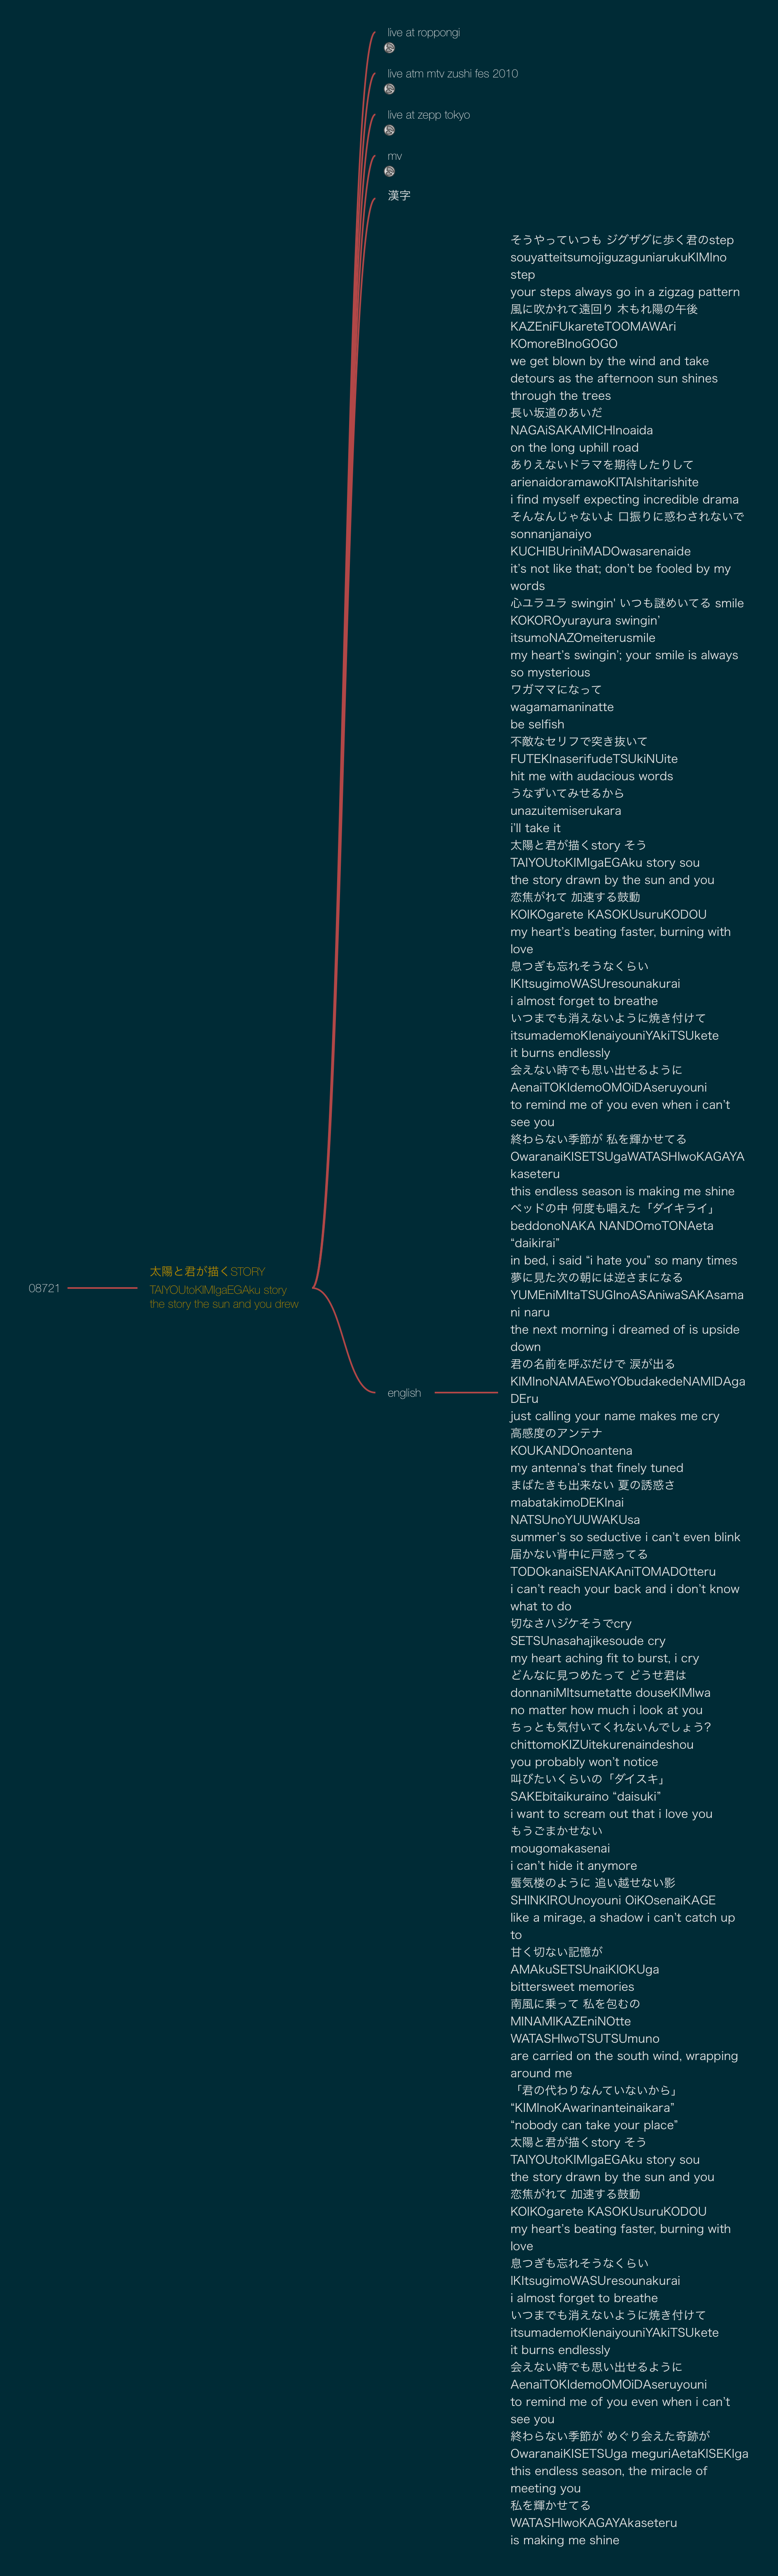 live at roppongi
live atm mtv zushi fes 2010
live at zepp tokyo
mv
漢字
08721
太陽と君が描くSTORY
TAIYOUtoKIMIgaEGAku story
the story the sun and you drew
english
そうやっていつも ジグザグに歩く君のstep
souyatteitsumojiguzaguniarukuKIMIno
step
your steps always go in a zigzag pattern
風に吹かれて遠回り 木もれ陽の午後
KAZEniFUkareteTOOMAWAri
KOmoreBInoGOGO
we get blown by the wind and take
detours as the afternoon sun shines
through the trees
長い坂道のあいだ
NAGAiSAKAMICHInoaida
on the long uphill road
ありえないドラマを期待したりして
arienaidoramawoKITAIshitarishite
i find myself expecting incredible drama
そんなんじゃないよ 口振りに惑わされないで
sonnanjanaiyo
KUCHIBUriniMADOwasarenaide
it's not like that; don't be fooled by my
words
心ユラユラ swingin' いつも謎めいてる smile
KOKOROyurayura swingin’
itsumoNAZOmeiterusmile
my heart's swingin'; your smile is always
so mysterious
ワガママになって
wagamamaninatte
be selfish
不敵なセリフで突き抜いて
FUTEKInaserifudeTSUkiNUite
hit me with audacious words
うなずいてみせるから
unazuitemiserukara
i'll take it
太陽と君が描くstory そう
TAIYOUtoKIMIgaEGAku story sou
the story drawn by the sun and you
恋焦がれて 加速する鼓動
KOIKOgarete KASOKUsuruKODOU
my heart's beating faster, burning with
love
息つぎも忘れそうなくらい
IKItsugimoWASUresounakurai
i almost forget to breathe
いつまでも消えないように焼き付けて
itsumademoKIenaiyouniYAkiTSUkete
it burns endlessly
会えない時でも思い出せるように
AenaiTOKIdemoOMOiDAseruyouni
to remind me of you even when i can't
see you
終わらない季節が 私を輝かせてる
OwaranaiKISETSUgaWATASHIwoKAGAYA
kaseteru
this endless season is making me shine
ベッドの中 何度も唱えた「ダイキライ」
beddonoNAKA NANDOmoTONAeta
“daikirai”
in bed, i said “i hate you” so many times
夢に見た次の朝には逆さまになる
YUMEniMItaTSUGInoASAniwaSAKAsama
ni naru
the next morning i dreamed of is upside
down
君の名前を呼ぶだけで 涙が出る
KIMInoNAMAEwoYObudakedeNAMIDAga
DEru
just calling your name makes me cry
高感度のアンテナ
KOUKANDOnoantena
my antenna's that finely tuned
まばたきも出来ない 夏の誘惑さ
mabatakimoDEKInai
NATSUnoYUUWAKUsa
summer's so seductive i can't even blink
届かない背中に戸惑ってる
TODOkanaiSENAKAniTOMADOtteru
i can't reach your back and i don't know
what to do
切なさハジケそうでcry
SETSUnasahajikesoude cry
my heart aching fit to burst, i cry
どんなに見つめたって どうせ君は
donnaniMItsumetatte douseKIMIwa
no matter how much i look at you
ちっとも気付いてくれないんでしょう?
chittomoKIZUitekurenaindeshou
you probably won't notice
叫びたいくらいの「ダイスキ」
SAKEbitaikuraino “daisuki”
i want to scream out that i love you
もうごまかせない
mougomakasenai
i can't hide it anymore
蜃気楼のように 追い越せない影
SHINKIROUnoyouni OiKOsenaiKAGE
like a mirage, a shadow i can't catch up
to
甘く切ない記憶が
AMAkuSETSUnaiKIOKUga
bittersweet memories
南風に乗って 私を包むの
MINAMIKAZEniNOtte
WATASHIwoTSUTSUmuno
are carried on the south wind, wrapping
around me
「君の代わりなんていないから」
“KIMInoKAwarinanteinaikara”
“nobody can take your place”
太陽と君が描くstory そう
TAIYOUtoKIMIgaEGAku story sou
the story drawn by the sun and you
恋焦がれて 加速する鼓動
KOIKOgarete KASOKUsuruKODOU
my heart's beating faster, burning with
love
息つぎも忘れそうなくらい
IKItsugimoWASUresounakurai
i almost forget to breathe
いつまでも消えないように焼き付けて
itsumademoKIenaiyouniYAkiTSUkete
it burns endlessly
会えない時でも思い出せるように
AenaiTOKIdemoOMOiDAseruyouni
to remind me of you even when i can't
see you
終わらない季節が めぐり会えた奇跡が
OwaranaiKISETSUga meguriAetaKISEKIga
this endless season, the miracle of
meeting you
私を輝かせてる
WATASHIwoKAGAYAkaseteru
is making me shine